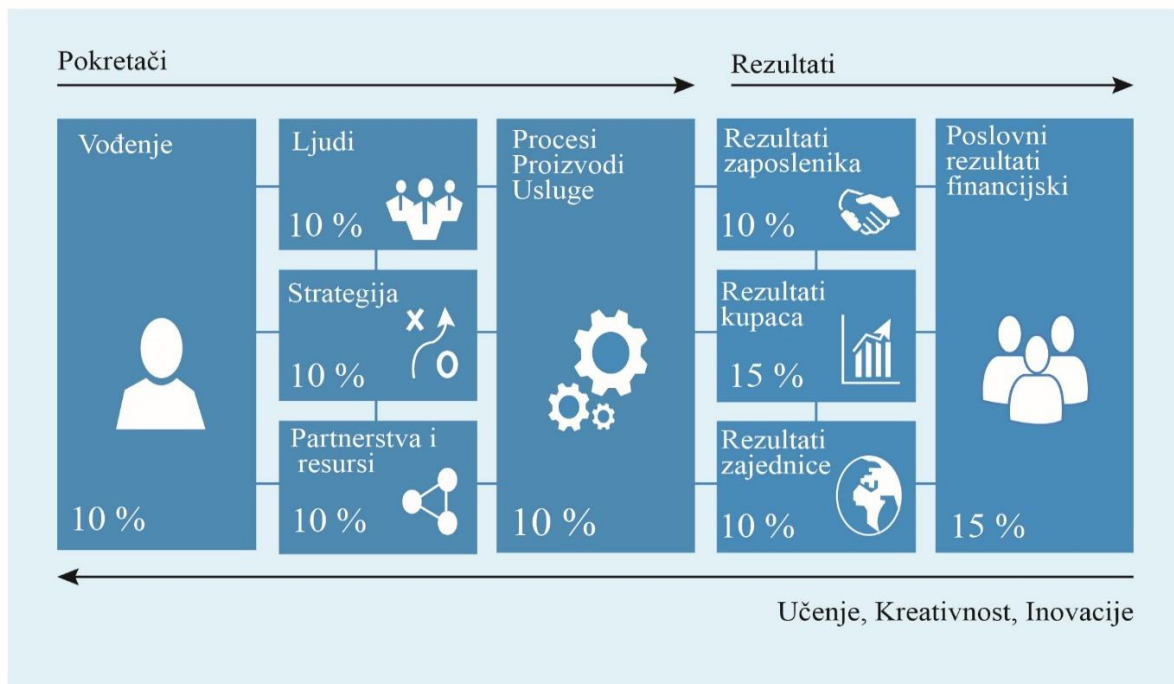 Pokretači
Rezultati
Vođenje
10 %
Ljudi
10 %
Strategija
10 %
Partnerstva i
resursi
10 %
Procesi
Proizvodi
Usluge
10 %
Rezultati
zaposlenika
10 %
Rezultati
kupaca
15 %
Rezultati
zajednice
10 %
Poslovni
rezultati
financijski
15 %
Učenje, Kreativnost, Inovacije